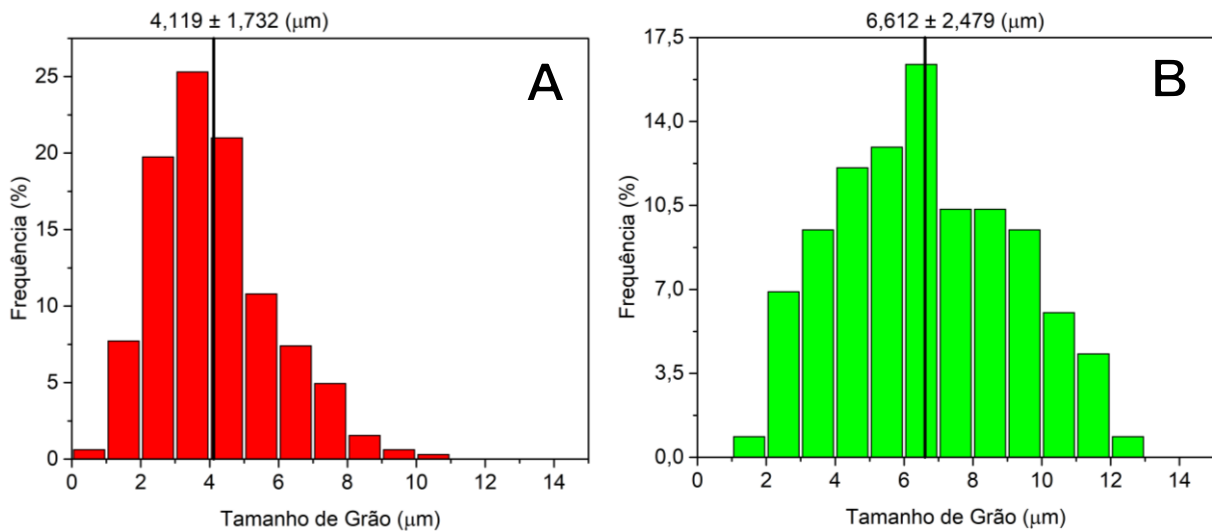 4,119 ± 1,732 (μm)
A
25
20
15
10
5
0
Frequência (%)
0 2 4 6 8 10 12 14
Tamanho de Grão (μm)
6,612 ± 2,479 (μm)
B
17,5
14,0
10,5
7,0
3,5
0,0
Frequência (%)
0 2 4 6 8 10 12 14
Tamanho de Grão (μm)